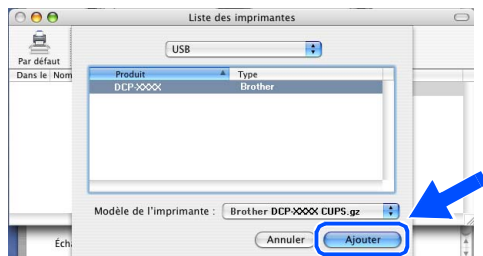 Liste des imprimantes
USB
Par défaut
Dans le Nom
Produit Type
DCP-XXXX Brother
Modèle de l'imprimante : Brother DCP-XXXX CUPS.gz
Annuler Ajouter
Éch